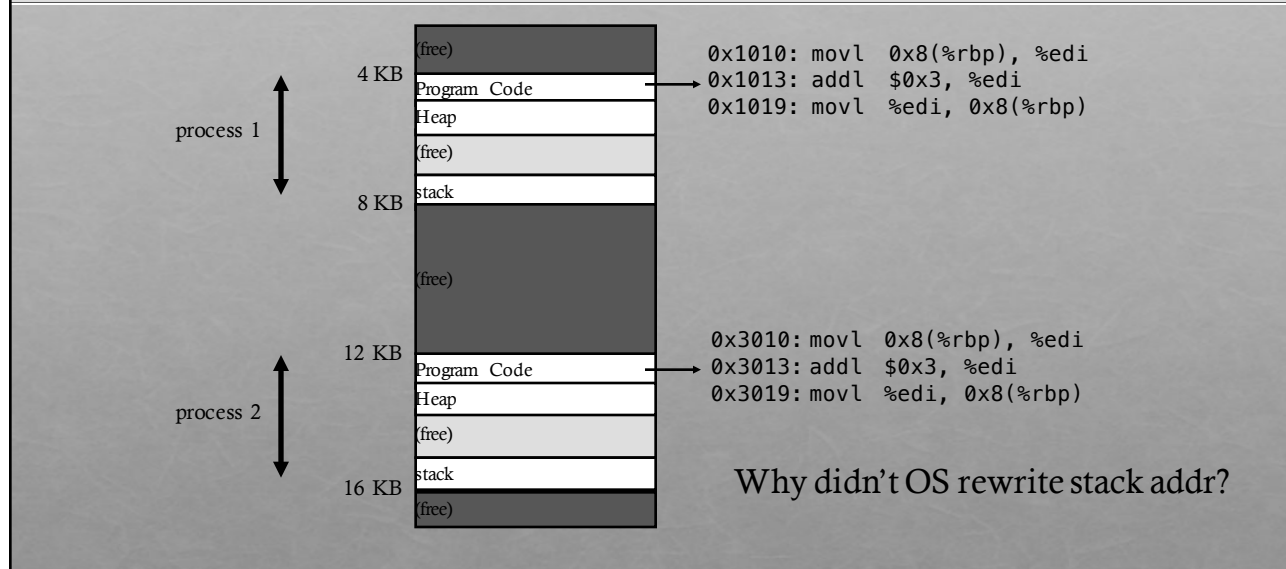 (free)
4 KB
Program Code
Heap
(free)
stack
8 KB
process 1
0x1010: movl 0x8(%rbp), %edi
0x1013: addl $0x3, %edi
0x1019: movl %edi, 0x8(%rbp)
(free)
12 KB
Program Code
Heap
(free)
stack
16 KB
(free)
process 2
0x3010: movl 0x8(%rbp), %edi
0x3013: addl $0x3, %edi
0x3019: movl %edi, 0x8(%rbp)
Why didn't OS rewrite stack addr?